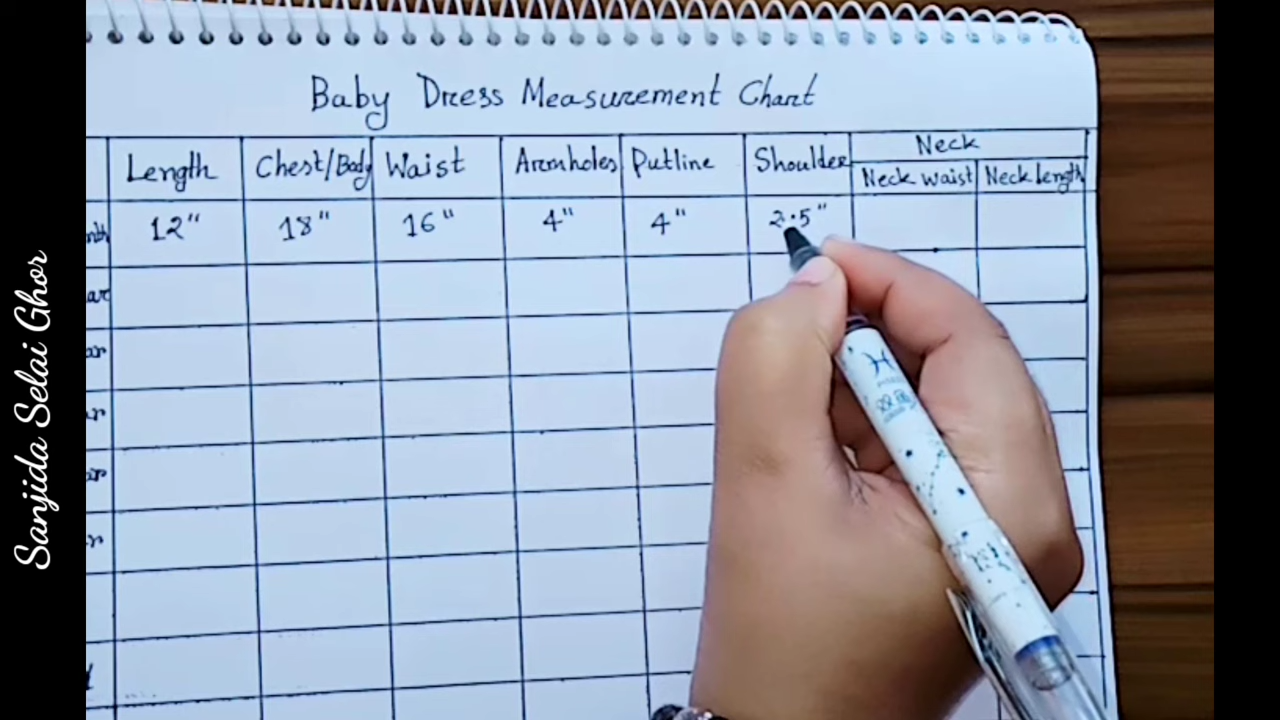 Baby Dress Measurement Chart
Length Chest/Body Waist Armholes Putline Shoulder Neck
Neck waist Neck length
12" 18" 16" 4" 4" 2.5"
Sanjida Selai Ghor